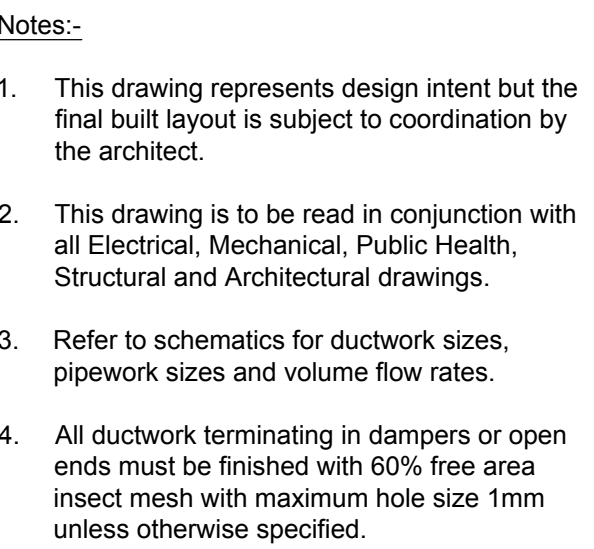 Notes:-
1. This drawing represents design intent but the
final built layout is subject to coordination by
the architect.
2. This drawing is to be read in conjunction with
all Electrical, Mechanical, Public Health,
Structural and Architectural drawings.
3. Refer to schematics for ductwork sizes,
pipework sizes and volume flow rates.
4. All ductwork terminating in dampers or open
ends must be finished with 60% free area
insect mesh with maximum hole size 1mm
unless otherwise specified.